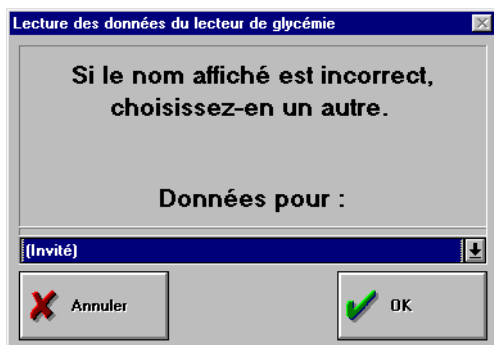 Lecture des données du lecteur de glycémie
Si le nom affiché est incorrect,
choisissez-en un autre.
Données pour :
(Invité)
Annuler
OK